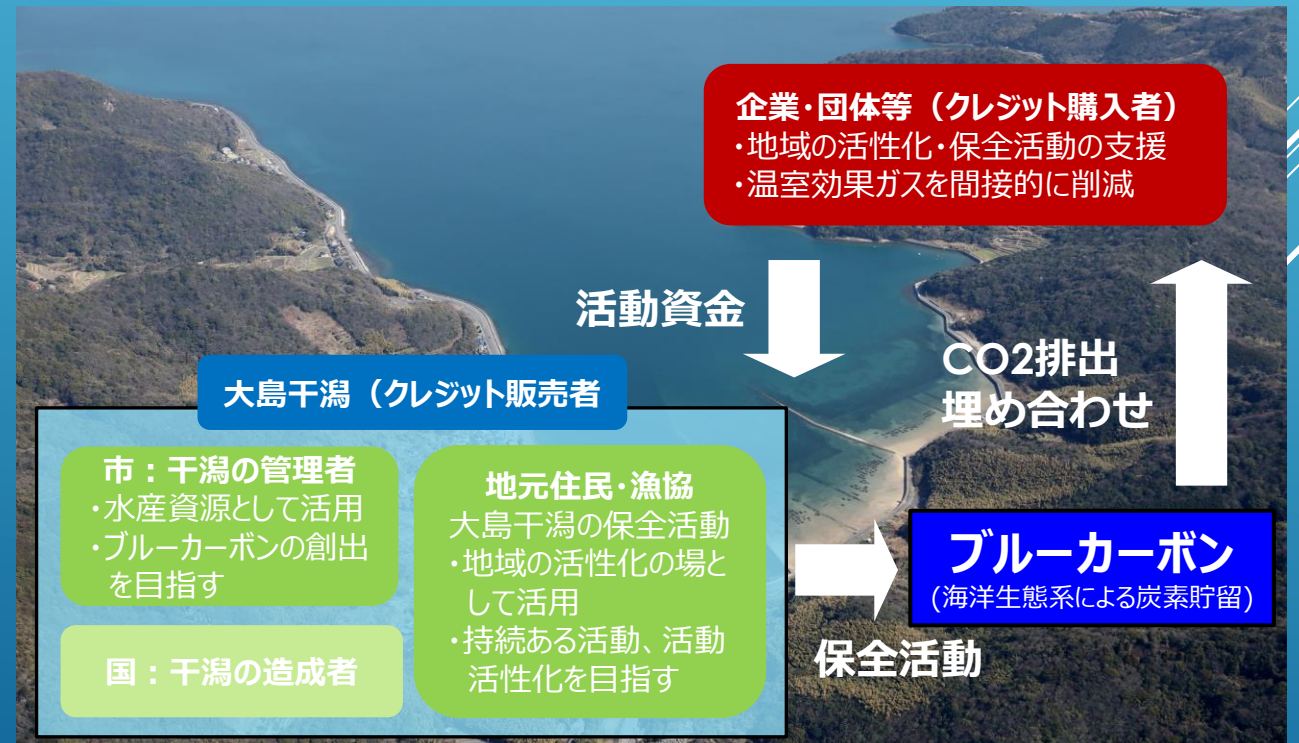 企業・団体等（クレジット購入者）
・地域の活性化・保全活動の支援
・温室効果ガスを間接的に削減
活動資金
CO2排出
埋め合わせ
大島干潟（クレジット販売者
市：干潟の管理者
・水産資源として活用
・ブルーカーボンの創出
を目指す
国：干潟の造成者
地元住民・漁協
大島干潟の保全活動
・地域の活性化の場と
して活用
・持続ある活動、活動
活性化を目指す
保全活動
ブルーカーボン
(海洋生態系による炭素貯留)